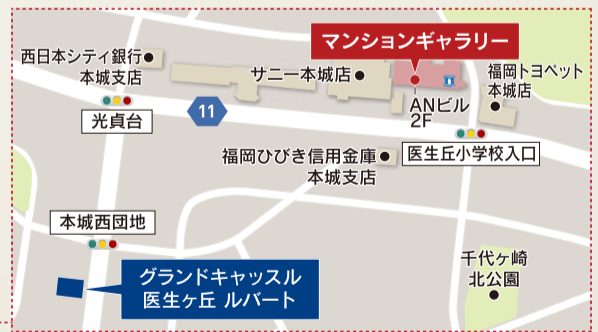 マンションギャラリー
西日本シティ銀行
本城支店
サニー本城店
福岡トヨペット
本城店
ANビル
2F
光貞台
11
医生丘小学校入口
福岡ひびき信用金庫
本城支店
本城西団地
グランドキャッスル
医生ヶ丘 ルバート
千代ヶ崎
北公園